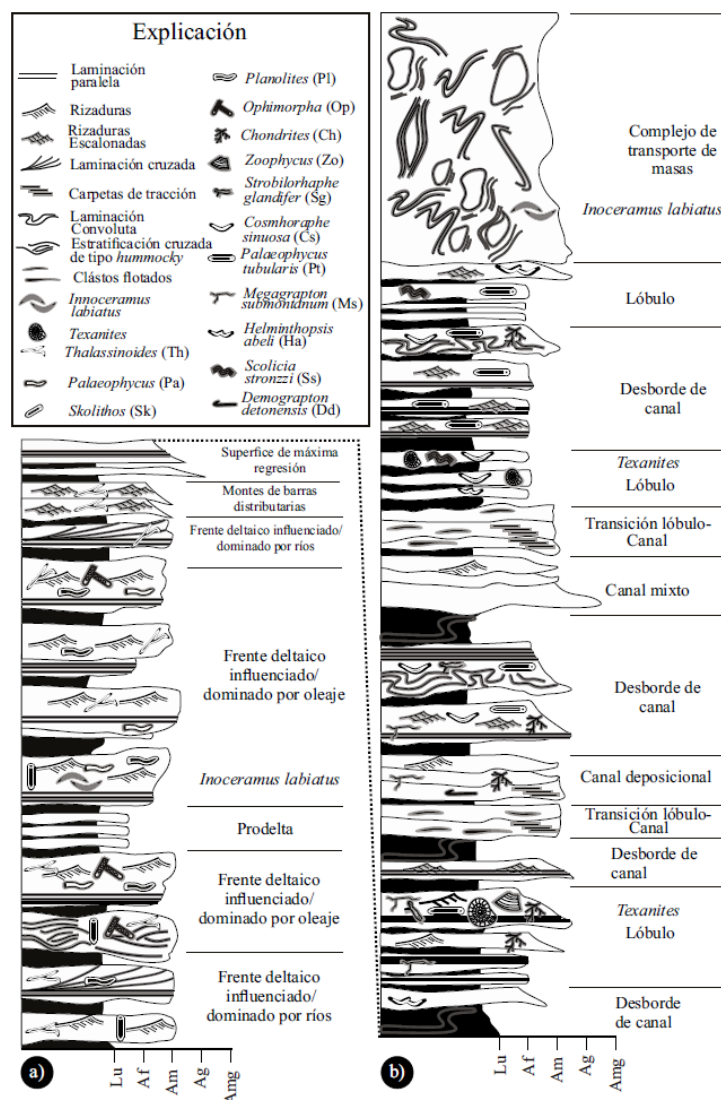 Explicación
Laminación
paralela
Rizaduras
Rizaduras
Escalonadas
Laminación cruzada
Carpetas de tracción
Laminación
Convoluta
Estratificación cruzada
de tipo hummocky
Clástos flotados
Innoceramus
labiatus
Texanites
Thalassinoides (Th)
Palaeophycus (Pa)
Skolithos (Sk)
Planolites (Pl)
Ophimorpha (Op)
Chondrites (Ch)
Zoophycus (Zo)
Strobilorhaphe
glandifer (Sg)
Cosmhoraphe
sinuosa (Cs)
Palaeophycus
tubularis (Pt)
Megagrapton
submontanum (Ms)
Helminthopsis
abeli (Ha)
Scolicia
stronzzi (Ss)
Demograpton
detonensis (Dd)
Superfice de máxima
regresión
Montes de barras
distributarias
Frente deltaico influenciado/
dominado por ríos
Frente deltaico
influenciado/
dominado por oleaje
Inoceramus labiatus
Prodelta
Frente deltaico
influenciado/
dominado por oleaje
Frente deltaico
influenciado/
dominado por ríos
a)
Lu
Af
Am
Ag
Amg
Complejo de
transporte de
masas
Inoceramus labiatus
Lóbulo
Desborde de
canal
Texanites
Lóbulo
Transición lóbulo-
Canal
Canal mixto
Desborde de
canal
Canal deposicional
Transición lóbulo-
Canal
Desborde de
canal
Texanites
Lóbulo
Desborde
de canal
b)
Lu
Af
Am
Ag
Amg